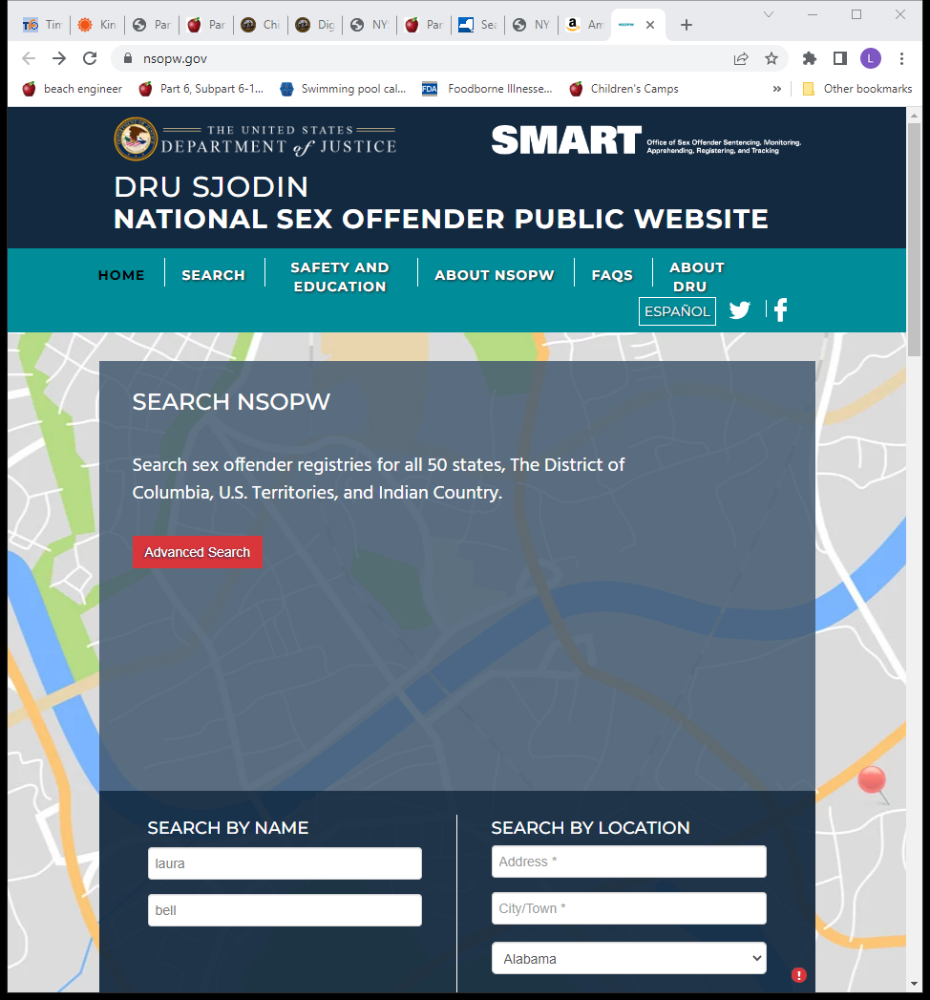 Tim Kin Par Par Chi Dig NY Par Sea NY Am NSOPW
nsopw.gov L
beach engineer Part 6, Subpart 6-1... Swimming pool cal... FDA Foodborne Illnesse... Children's Camps » Other bookmarks
THE UNITED STATES
DEPARTMENT of JUSTICE
SMART
Office of Sex Offender Sentencing, Monitoring,
Apprehending, Registering, and Tracking
DRU SJODIN
NATIONAL SEX OFFENDER PUBLIC WEBSITE
HOME SEARCH SAFETY AND EDUCATION ABOUT NSOPW FAQS ABOUT DRU
ESPAÑOL
SEARCH NSOPW
Search sex offender registries for all 50 states, The District of
Columbia, U.S. Territories, and Indian Country.
Advanced Search
SEARCH BY NAME
laura
bell
SEARCH BY LOCATION
Address *
City/Town *
Alabama